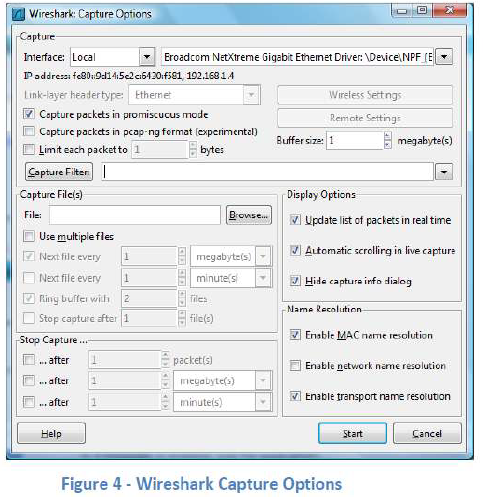 Wireshark: Capture Options
Capture
Interface: Local Broadcom NetXtreme Gigabit Ethernet Driver: \Device\NPF_{E
IP address: 192.168.1.4
Link-layer header type: Ethernet
Wireless Settings
Capture packets in promiscuous mode
Remote Settings
Capture packets in pcap-ng format (experimental)
Buffer size: 1 megabyte(s)
Limit each packet to 1 bytes
Capture Filter:
Capture File(s)
File: Browse...
Use multiple files
Next file every 1 megabyte(s)
Next file every 1 minute(s)
Ring buffer with 2 files
Stop capture after 1 file(s)
Display Options
Update list of packets in real time
Automatic scrolling in live capture
Hide capture info dialog
Stop Capture ...
... after 1 packet(s)
... after 1 megabyte(s)
... after 1 minute(s)
Name Resolution
Enable MAC name resolution
Enable network name resolution
Enable transport name resolution
Help
Start
Cancel
Figure 4 - Wireshark Capture Options